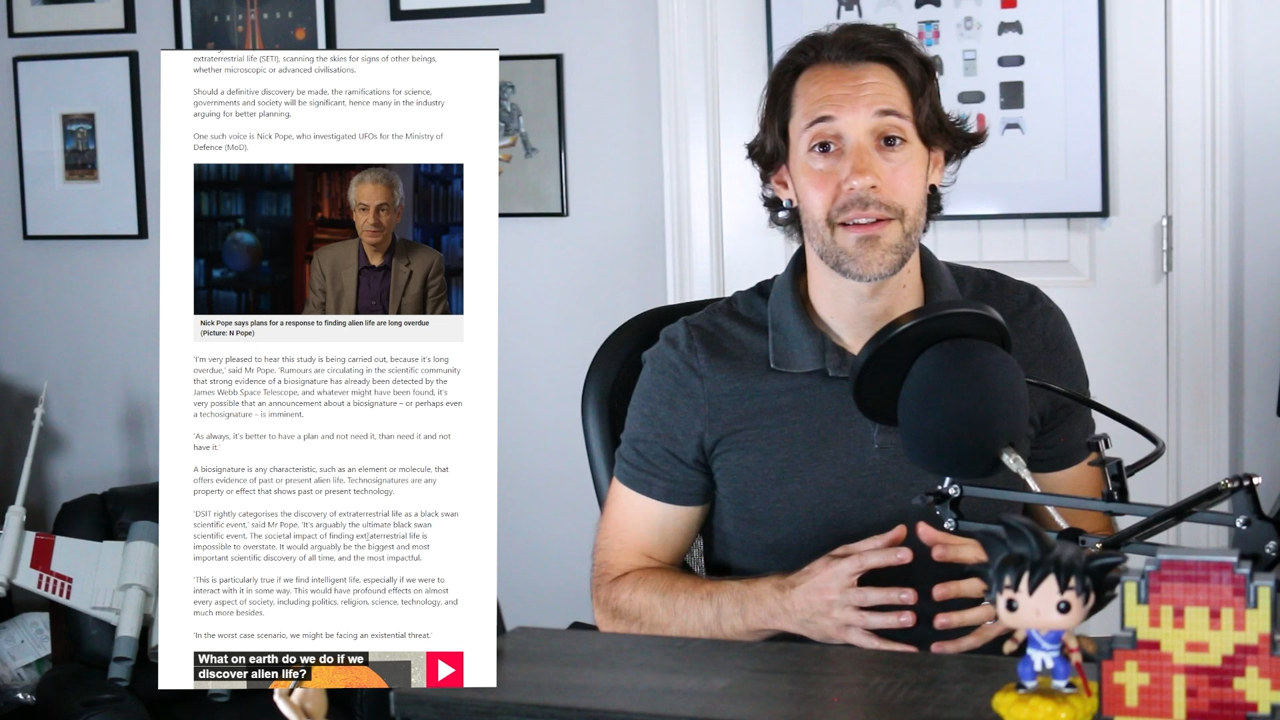 EXPANSE
extraterrestrial life (SETI), scanning the skies for signs of other beings,
whether microscopic or advanced civilisations.
Should a definitive discovery be made, the ramifications for science,
governments and society will be significant, hence many in the industry
arguing for better planning.
One such voice is Nick Pope, who investigated UFOs for the Ministry of
Defence (MoD).
Nick Pope says plans for a response to finding alien life are long overdue
(Picture: N Pope)
'I'm very pleased to hear this study is being carried out, because it's long
overdue,' said Mr Pope. 'Rumours are circulating in the scientific community
that strong evidence of a biosignature has already been detected by the
James Webb Space Telescope, and whatever might have been found, it's
very possible that an announcement about a biosignature – or perhaps even
a techosignature – is imminent.
'As always, it's better to have a plan and not need it, than need it and not
have it.'
A biosignature is any characteristic, such as an element or molecule, that
offers evidence of past or present alien life. Technosignatures are any
property or effect that shows past or present technology.
'DSIT rightly categorises the discovery of extraterrestrial life as a black swan
scientific event,' said Mr Pope. 'It's arguably the ultimate black swan
scientific event. The societal impact of finding extraterrestrial life is
impossible to overstate. It would arguably be the biggest and most
important scientific discovery of all time, and the most impactful.
'This is particularly true if we find intelligent life, especially if we were to
interact with it in some way. This would have profound effects on almost
every aspect of society, including politics, religion, science, technology, and
much more besides.
'In the worst case scenario, we might be facing an existential threat.'
What on earth do we do if we
discover alien life?